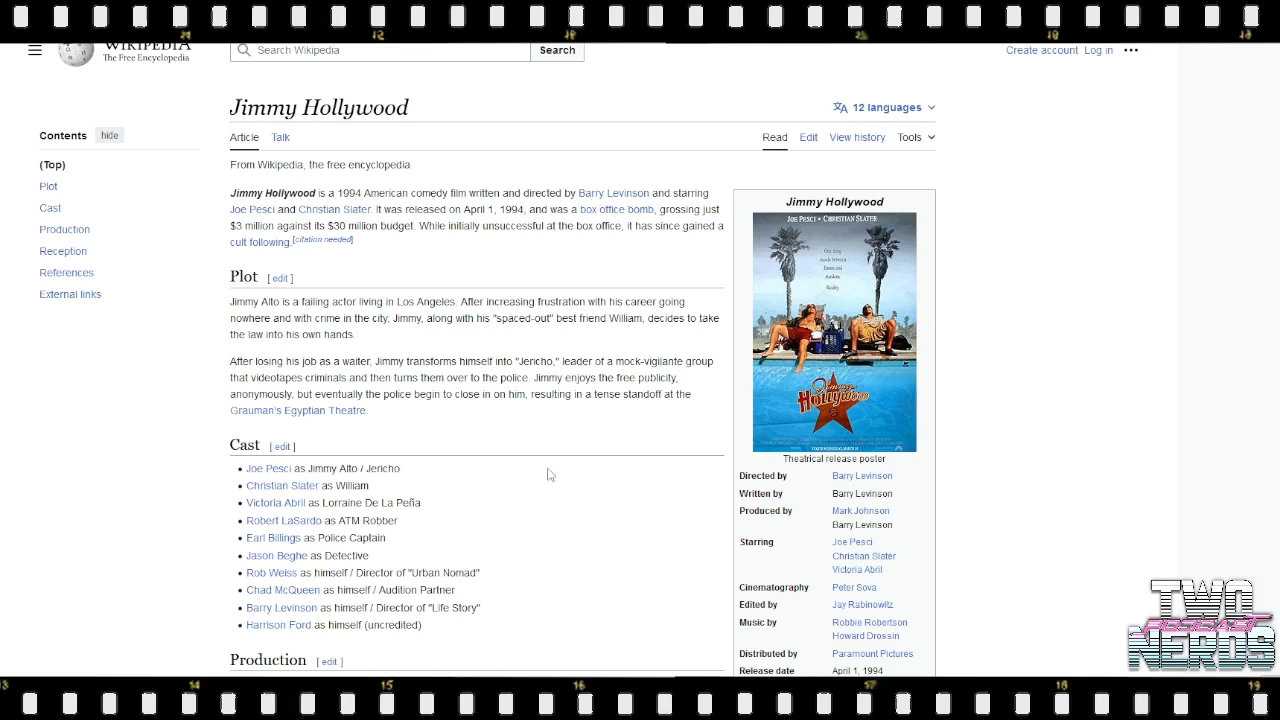 WIKIPEDIA
The Free Encyclopedia
Search Wikipedia
Search
Create account Log in
Jimmy Hollywood
12 languages
Article Talk
Read Edit View history Tools
Contents hide
(Top)
Plot
Cast
Production
Reception
References
External links
From Wikipedia, the free encyclopedia
Jimmy Hollywood is a 1994 American comedy film written and directed by Barry Levinson and starring
Joe Pesci and Christian Slater. It was released on April 1, 1994, and was a box office bomb, grossing just
$3 million against its $30 million budget. While initially unsuccessful at the box office, it has since gained a
cult following.[citation needed]
Plot [ edit ]
Jimmy Alto is a failing actor living in Los Angeles. After increasing frustration with his career going
nowhere and with crime in the city, Jimmy, along with his "spaced-out" best friend William, decides to take
the law into his own hands.
After losing his job as a waiter, Jimmy transforms himself into "Jericho," leader of a mock-vigilante group
that videotapes criminals and then turns them over to the police. Jimmy enjoys the free publicity,
anonymously, but eventually the police begin to close in on him, resulting in a tense standoff at the
Grauman's Egyptian Theatre.
Cast [ edit ]
• Joe Pesci as Jimmy Alto / Jericho
• Christian Slater as William
• Victoria Abril as Lorraine De La Peña
• Robert LaSardo as ATM Robber
• Earl Billings as Police Captain
• Jason Beghe as Detective
• Rob Weiss as himself / Director of "Urban Nomad"
• Chad McQueen as himself / Audition Partner
• Barry Levinson as himself / Director of "Life Story"
• Harrison Ford as himself (uncredited)
Production [ edit ]
Jimmy Hollywood
JOE PESCI • CHRISTIAN SLATER
Jimmy
Hollywood
Theatrical release poster
Directed by Barry Levinson
Written by Barry Levinson
Produced by Mark Johnson
Barry Levinson
Starring Joe Pesci
Christian Slater
Victoria Abril
Cinematography Peter Sova
Edited by Jay Rabinowitz
Music by Robbie Robertson
Howard Drossin
Distributed by Paramount Pictures
Release date April 1, 1994
TWO
NERDS
13 14 15 16 17 18 19